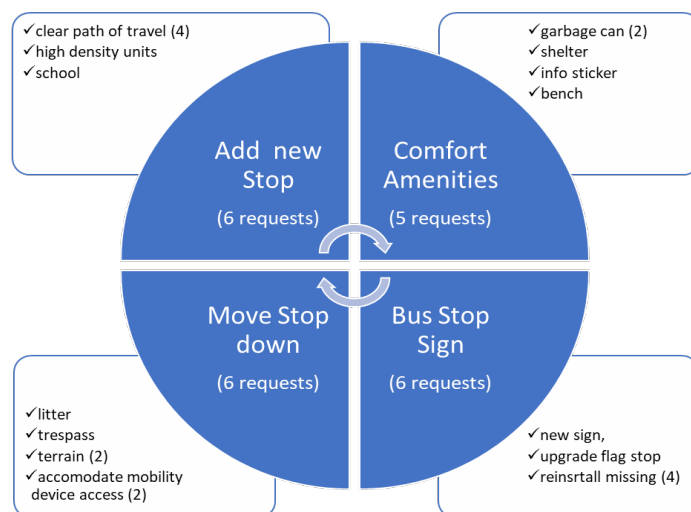 ✓clear path of travel (4)
✓high density units
✓school
✓garbage can (2)
✓shelter
✓info sticker
✓bench
Add new
Stop
(6 requests)
Comfort
Amenities
(5 requests)
Move Stop
down
(6 requests)
Bus Stop
Sign
(6 requests)
✓litter
✓trespass
✓terrain (2)
✓accomodate mobility
device access (2)
✓new sign,
✓upgrade flag stop
✓reinsrtall missing (4)